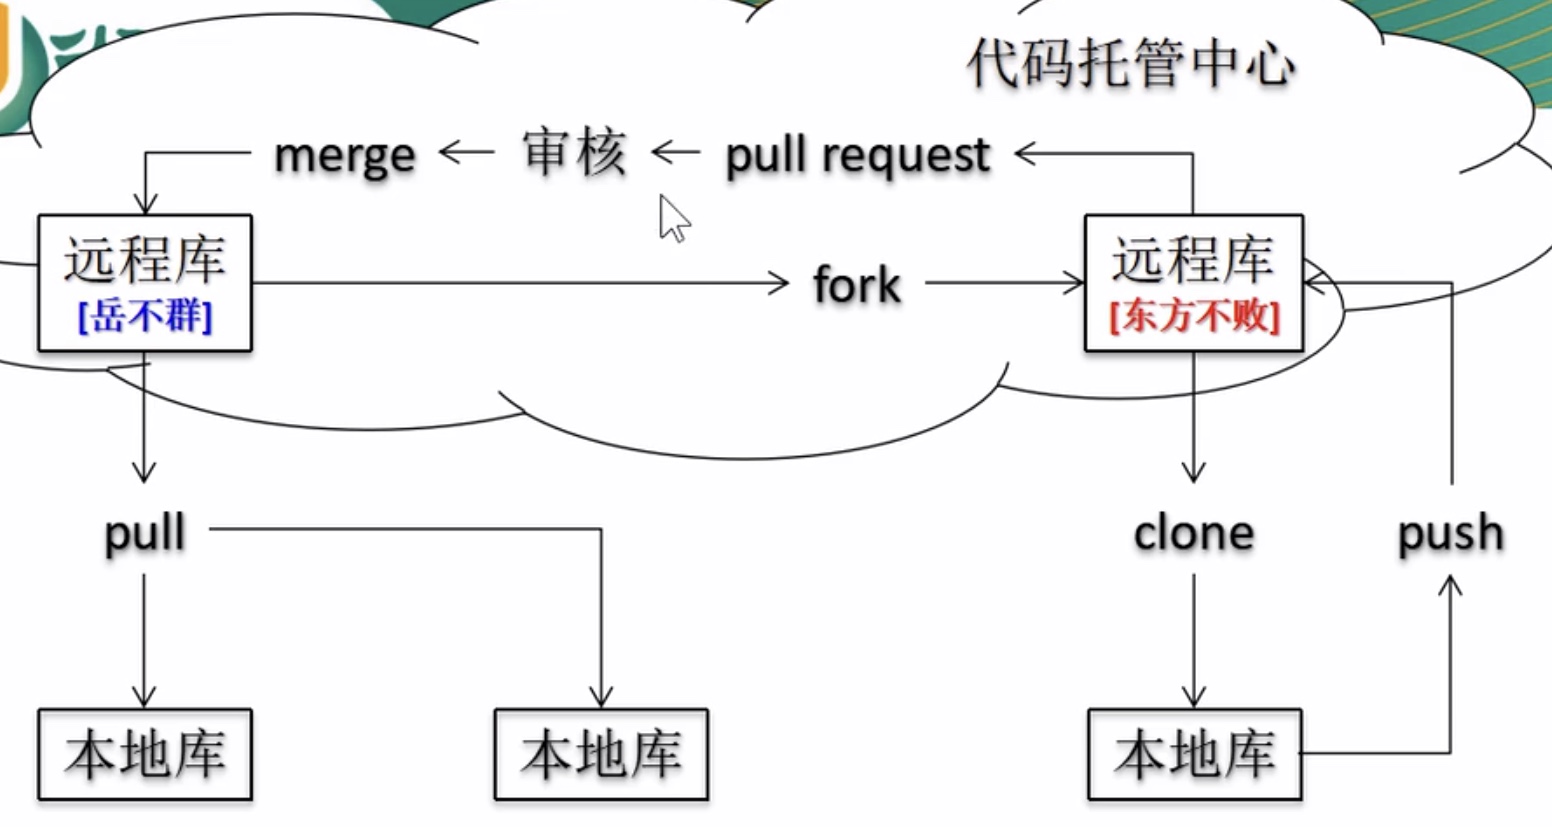 代码托管中心
merge
审核
pull request
远程库
[岳不群]
fork
远程库
[东方不败]
pull
clone
push
本地库
本地库
本地库